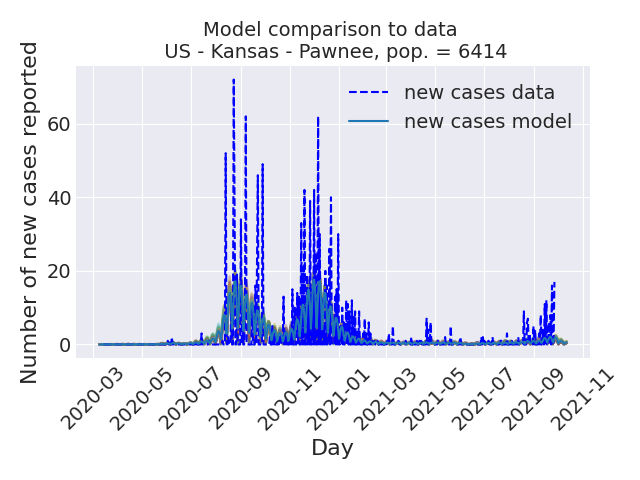 Model comparison to data
US - Kansas - Pawnee, pop. = 6414
new cases data
new cases model
Number of new cases reported
60
40
20
0
2020-03
2020-05
2020-07
2020-09
2020-11
2021-01
2021-03
2021-05
2021-07
2021-09
2021-11
Day